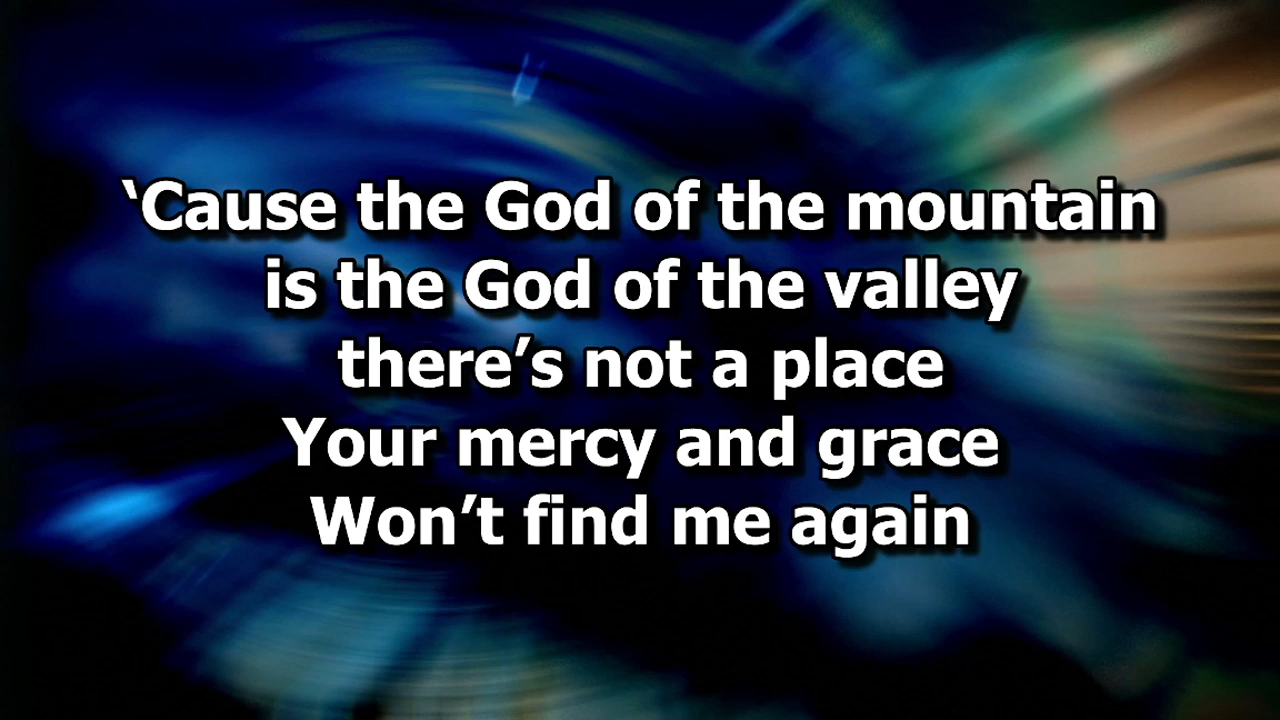 ‘Cause the God of the mountain
is the God of the valley
there’s not a place
Your mercy and grace
Won’t find me again